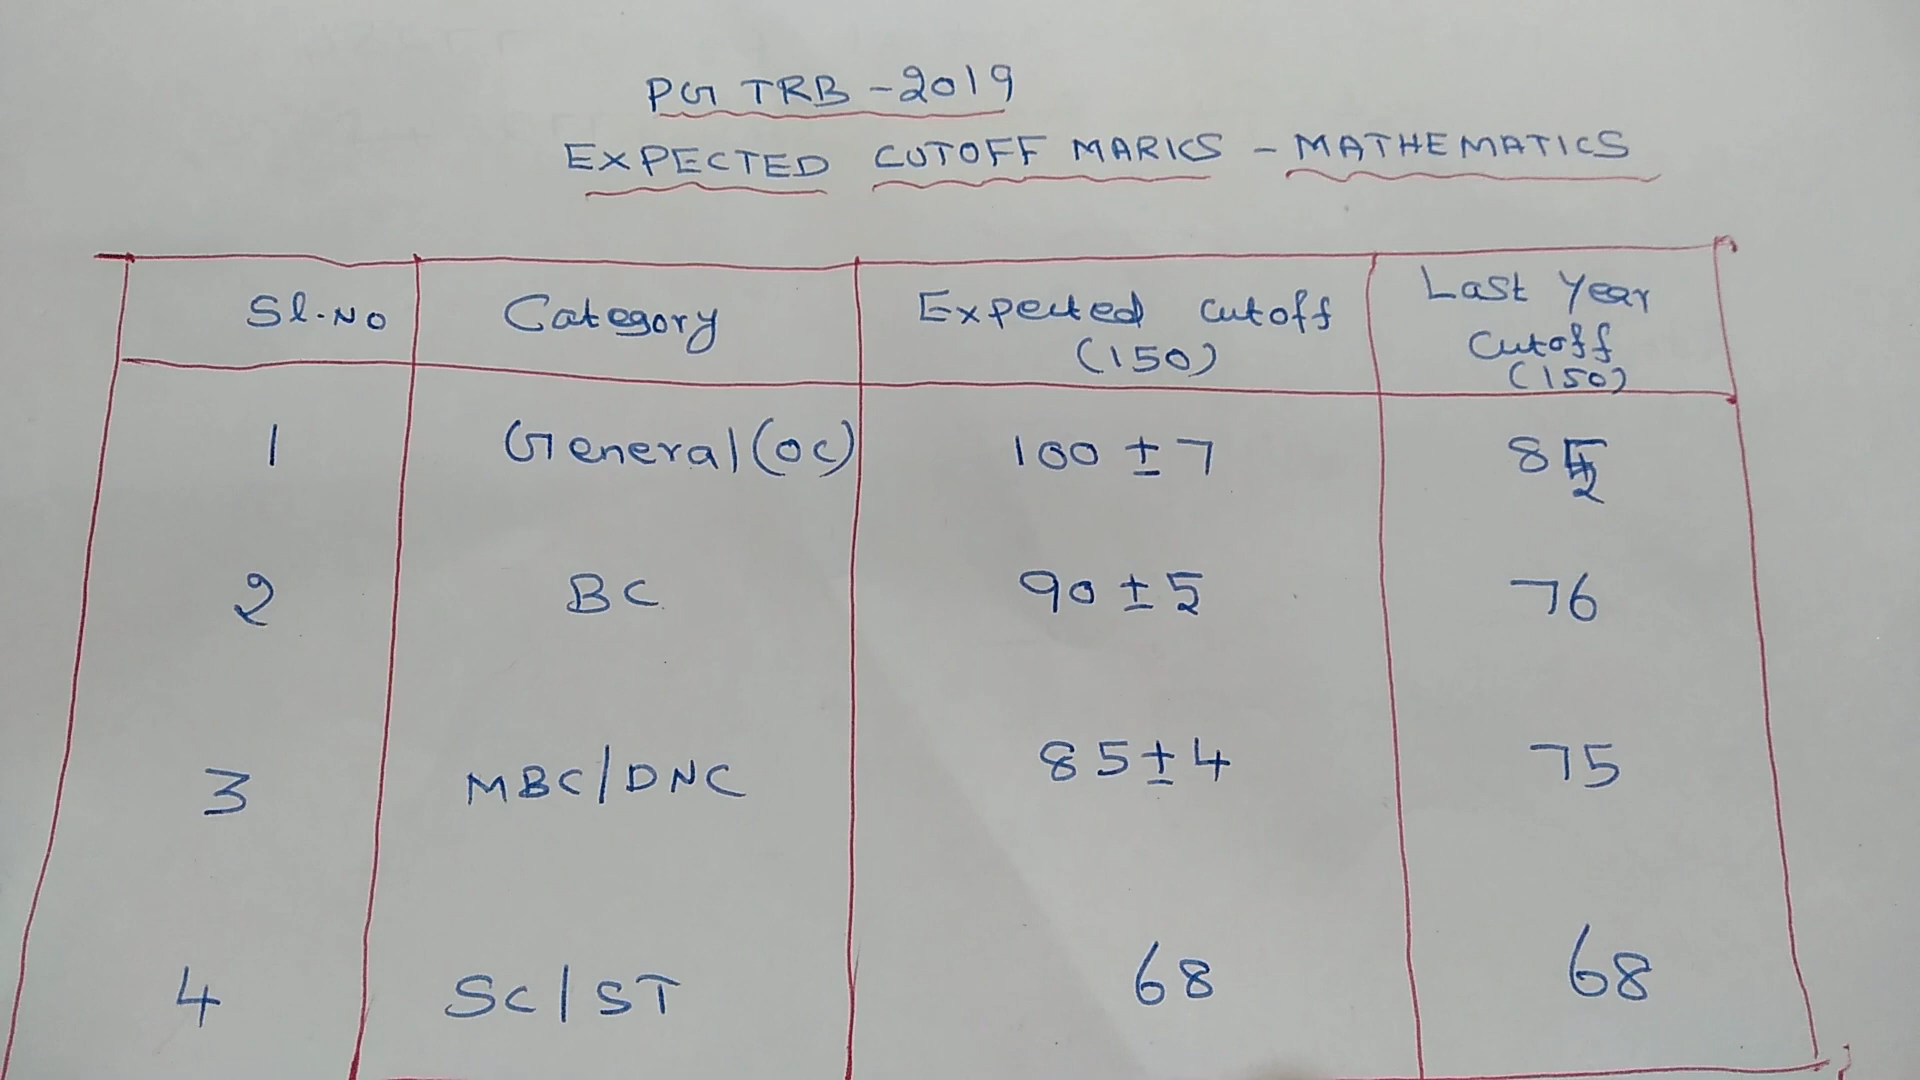 PG TRB - 2019
EXPECTED CUTOFF MARKS - MATHEMATICS
Sl.No Category Expected cutoff (150) Last Year Cutoff (150)
1 General (OC) 100 ± 7
2 BC 90 ± 5 76
3 MBC/DNC 85 ± 4 75
4 SC/ST 68 68